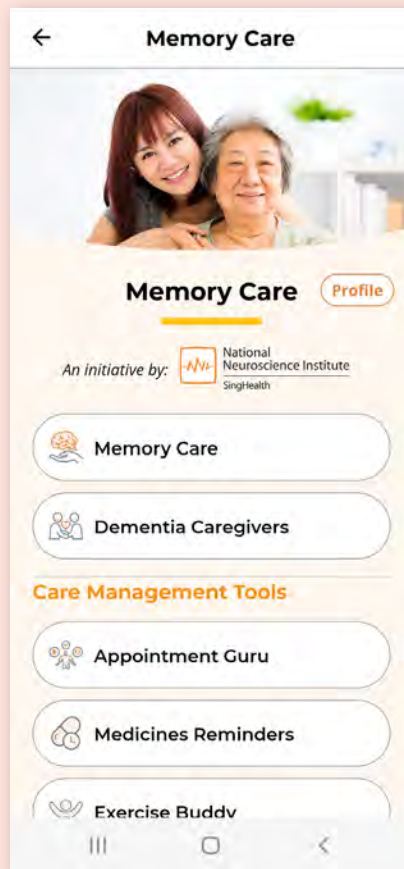 Memory Care
Memory Care
Profile
An initiative by:
National
Neuroscience Institute
SingHealth
Memory Care
Dementia Caregivers
Care Management Tools
Appointment Guru
Medicines Reminders
Exercise Buddy